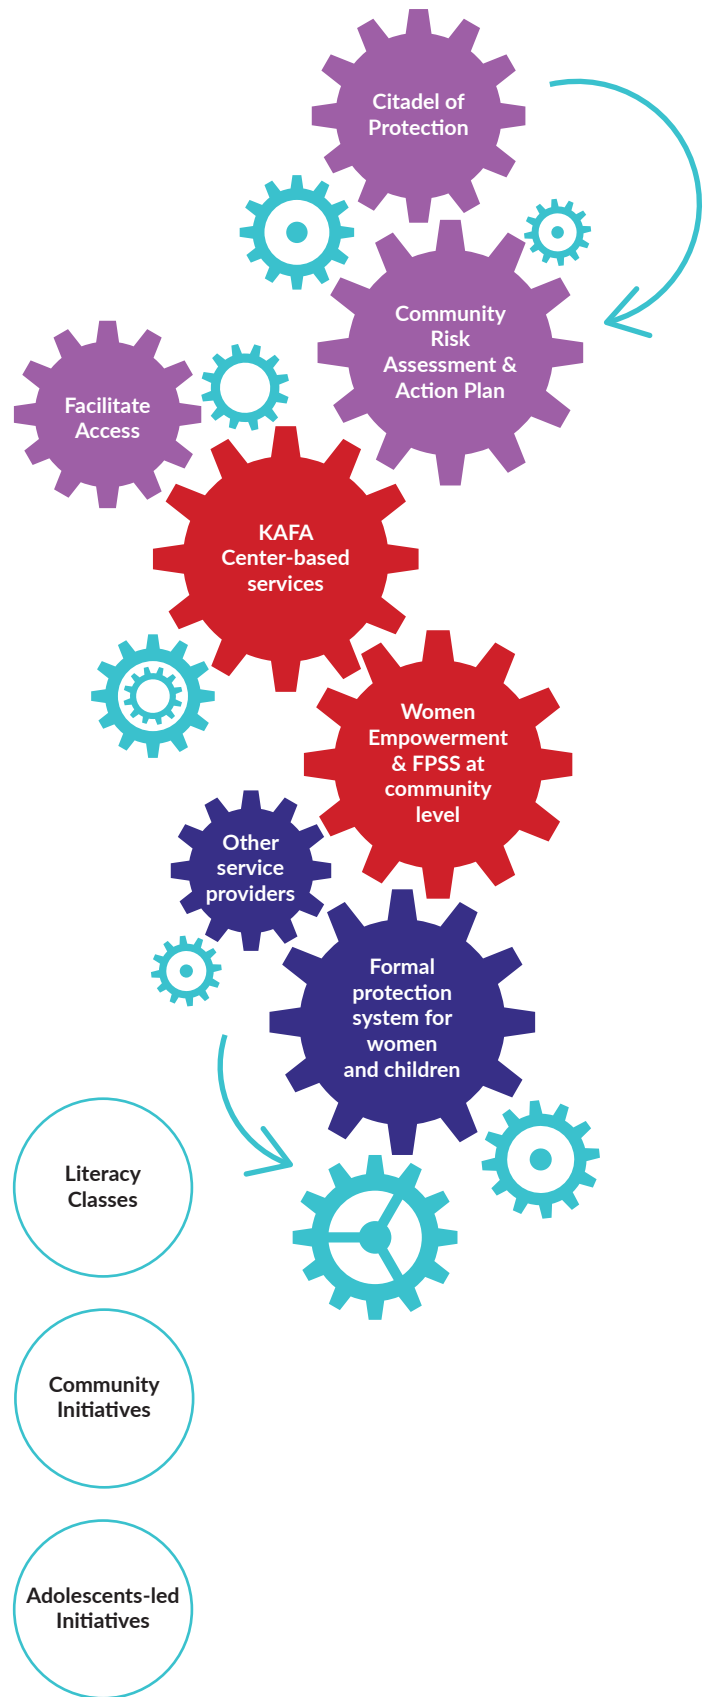 Citadel of
Protection
Community
Risk
Assessment &
Action Plan
Facilitate
Access
KAFA
Center-based
services
Women
Empowerment
& FPSS at
community
level
Other
service
providers
Formal
protection
system for
women
and children
Literacy
Classes
Community
Initiatives
Adolescents-led
Initiatives